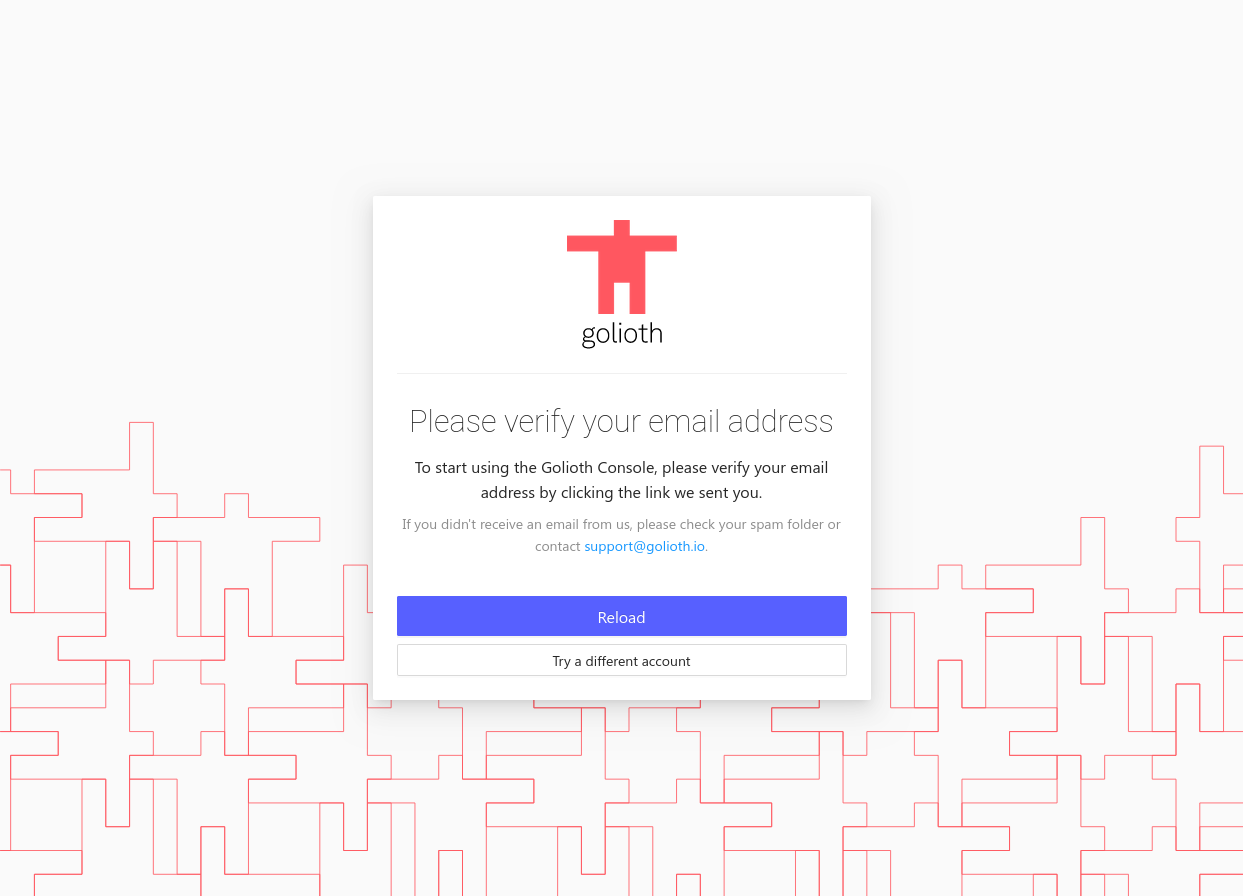 golioth
Please verify your email address
To start using the Golioth Console, please verify your email
address by clicking the link we sent you.
If you didn't receive an email from us, please check your spam folder or
contact support@golioth.io.
Reload
Try a different account